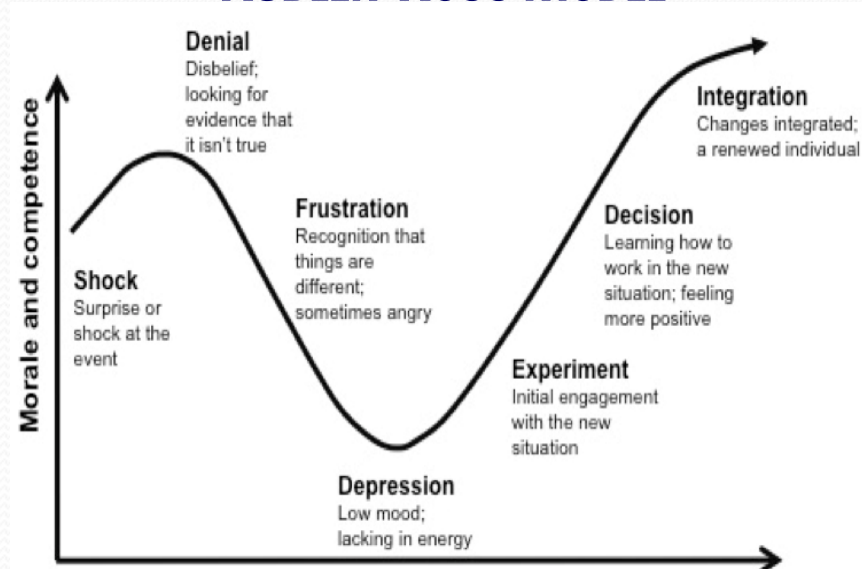 Denial
Disbelief;
looking for
evidence that
it isn't true
Morale and competence
Shock
Surprise or
shock at the
event
Frustration
Recognition that
things are
different;
sometimes angry
Depression
Low mood;
lacking in energy
Experiment
Initial engagement
with the new
situation
Decision
Learning how to
work in the new
situation; feeling
more positive
Integration
Changes integrated;
a renewed individual